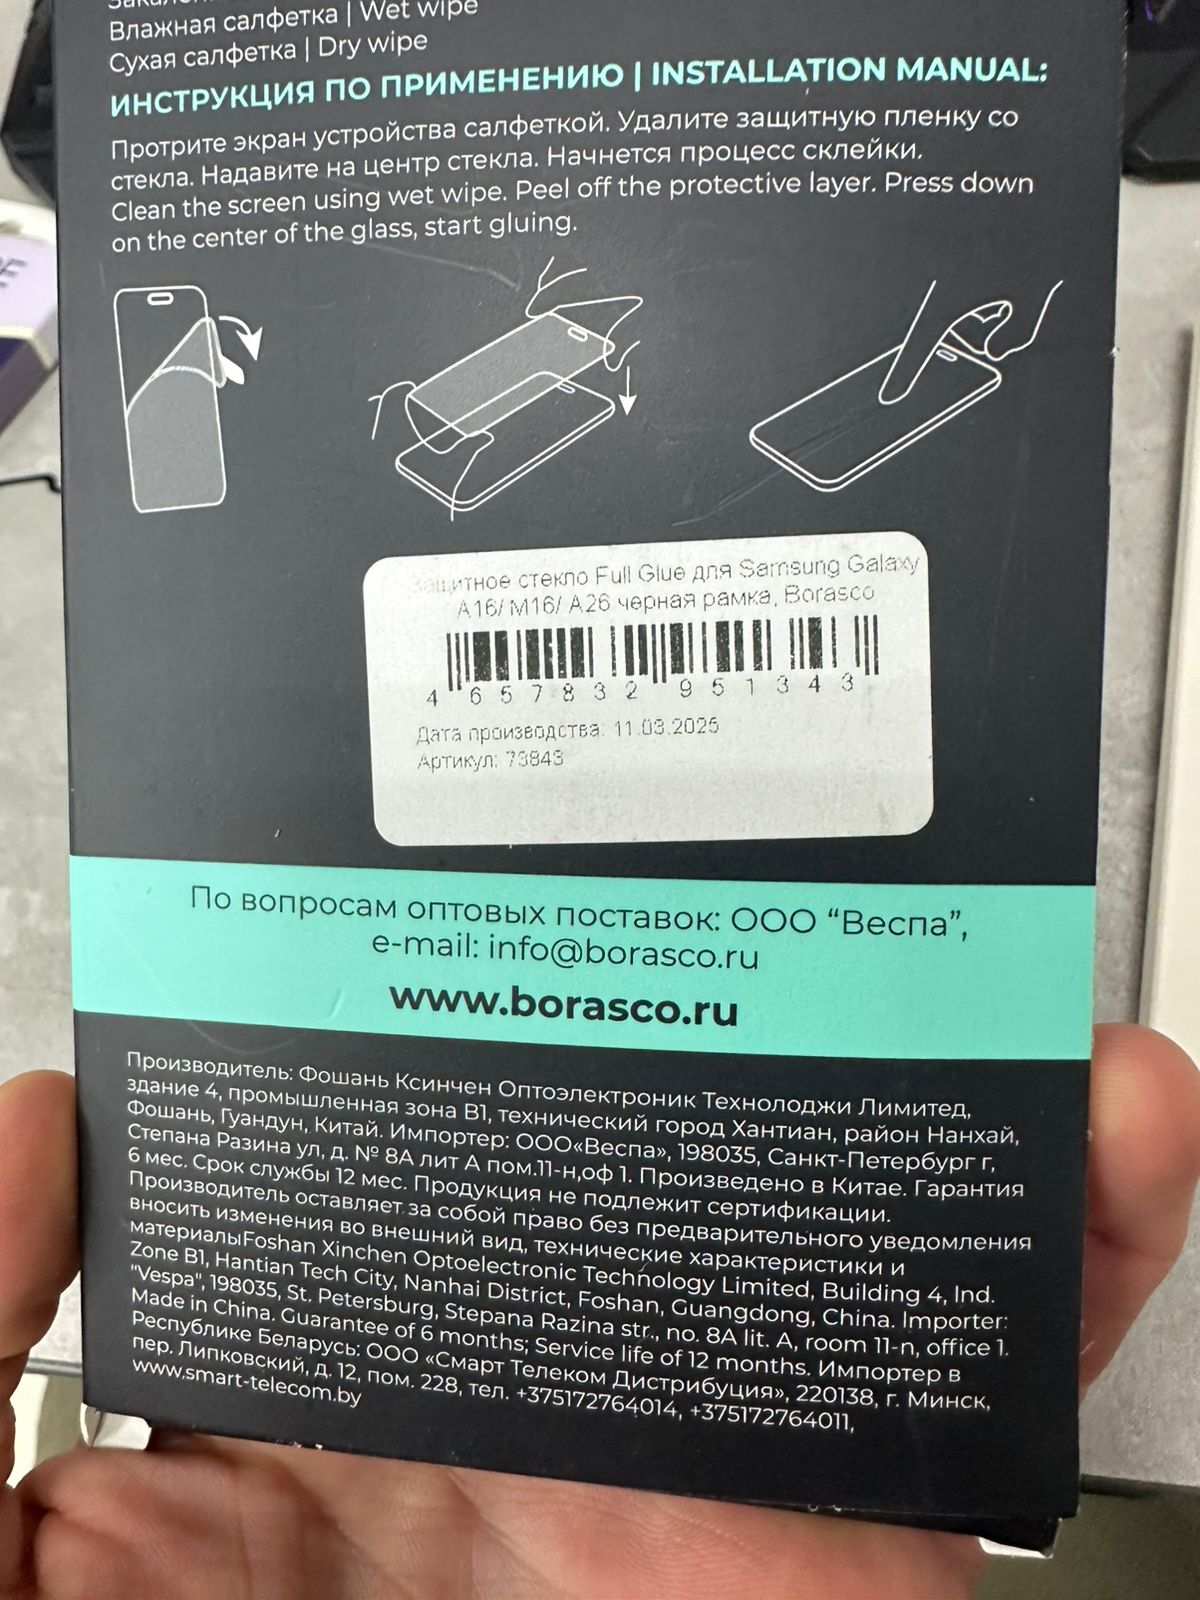 Влажная салфетка | Wet wipe
Сухая салфетка | Dry wipe
ИНСТРУКЦИЯ ПО ПРИМЕНЕНИЮ | INSTALLATION MANUAL:
Протрите экран устройства салфеткой. Удалите защитную пленку со
стекла. Надавите на центр стекла. Начнется процесс склейки.
Clean the screen using wet wipe. Peel off the protective layer. Press down
on the center of the glass, start gluing.
Защитное стекло Full Glue для Samsung Galaxy
A16/ M16/ A26 черная рамка, Borasco
4 657832 951343
Дата производства: 11.03.2025
Артикул: 73843
По вопросам оптовых поставок: ООО “Веспа”,
e-mail: info@borasco.ru
www.borasco.ru
Производитель: Фошань Ксинчен Оптоэлектроник Технолоджи Лимитед,
здание 4, промышленная зона B1, технический город Хантиан, район Нанхай,
Фошань, Гуандун, Китай. Импортер: ООО«Веспа», 198035, Санкт-Петербург г,
Степана Разина ул, д. № 8А лит А пом.11-н,оф 1. Произведено в Китае. Гарантия
6 мес. Срок службы 12 мес. Продукция не подлежит сертификации.
Производитель оставляет за собой право без предварительного уведомления
вносить изменения во внешний вид, технические характеристики и
материалыFoshan Xinchen Optoelectronic Technology Limited, Building 4, Ind.
Zone B1, Hantian Tech City, Nanhai District, Foshan, Guangdong, China. Importer:
"Vespa", 198035, St. Petersburg, Stepana Razina str., no. 8A lit. A, room 11-n, office 1.
Made in China. Guarantee of 6 months; Service life of 12 months. Импортер в
Республике Беларусь: ООО «Смарт Телеком Дистрибуция», 220138, г. Минск,
пер. Липковский, д. 12, пом. 228, тел. +375172764014, +375172764011,
www.smart-telecom.by